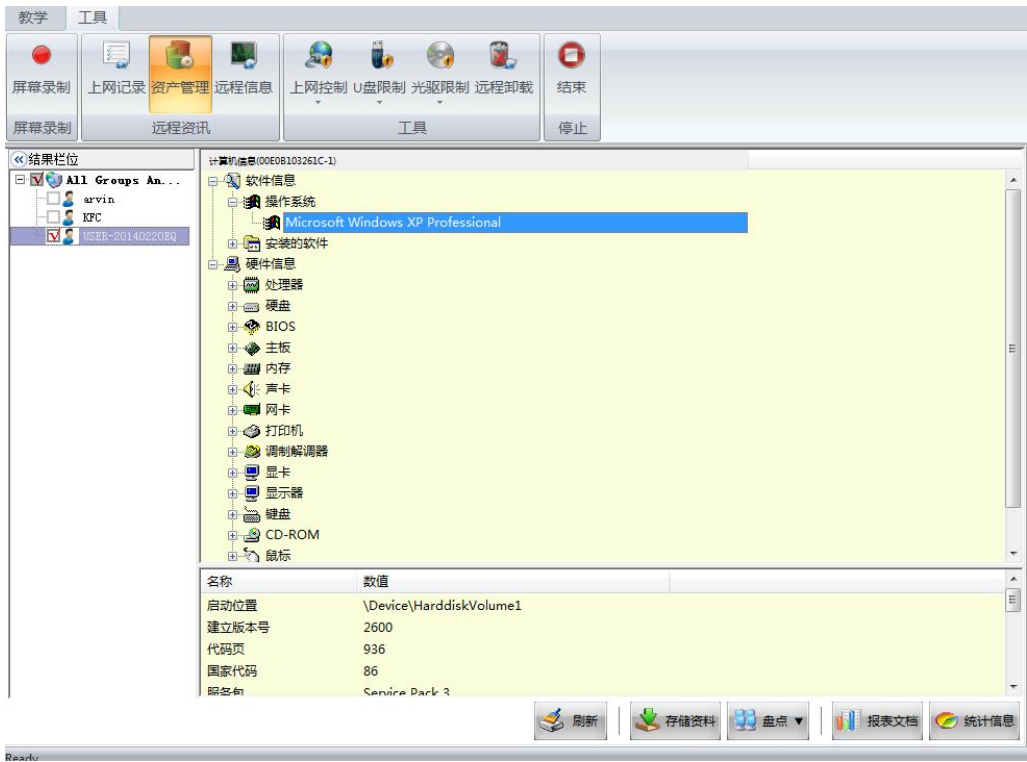 教学 工具
屏幕录制 上网记录 资产管理 远程信息 上网控制 U盘限制 光驱限制 远程卸载 结束
屏幕录制 远程资讯 工具 停止
结果栏位 计算机信息(00E0B103261C-1)
All Groups An... 软件信息
arvin 操作系统
KFC Microsoft Windows XP Professional
USER-20140220EQ 安装的软件
硬件信息
处理器
硬盘
BIOS
主板
内存
声卡
网卡
打印机
调制解调器
显卡
显示器
键盘
CD-ROM
鼠标
名称 数值
启动位置 \Device\HarddiskVolume1
建立版本号 2600
代码页 936
国家代码 86
服务包 Service Pack 3
刷新 存储资料 盘点 报表文档 统计信息
Ready